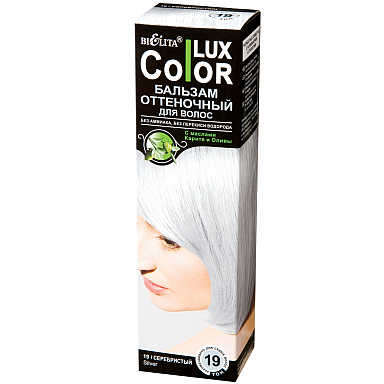 19
BIELITA
LUX
COLOR
БАЛЬЗАМ
ОТТЕНОЧНЫЙ
ДЛЯ ВОЛОС
БЕЗ АММИАКА, БЕЗ ПЕРЕКИСИ ВОДОРОДА
С маслами
Карите и Оливы
19
ТОН
19 / СЕРЕБРИСТЫЙ
Silver